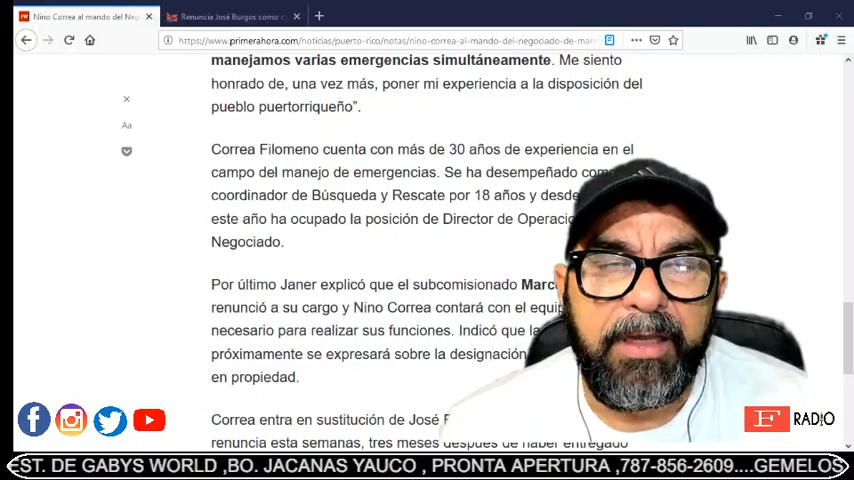 Nino Correa al mando del Neg
Renuncia José Burgos como c
https://www.primerahora.com/noticias/puerto-rico/notas/nino-correa-al-mando-del-negociado-de-man
manejamos varias emergencias simultáneamente. Me siento
honrado de, una vez más, poner mi experiencia a la disposición del
pueblo puertorriqueño”.
Aa
Correa Filomeno cuenta con más de 30 años de experiencia en el
campo del manejo de emergencias. Se ha desempeñado como
coordinador de Búsqueda y Rescate por 18 años y desde
este año ha ocupado la posición de Director de Operac
Negociado.
Por último Janer explicó que el subcomisionado Marc
renunció a su cargo y Nino Correa contará con el equip
necesario para realizar sus funciones. Indicó que la
próximamente se expresará sobre la designación
en propiedad.
Correa entra en sustitución de José
renuncia esta semanas, tres meses después de haber entregado
F RADIO
EST. DE GABYS WORLD ,BO. JACANAS YAUCO , PRONTA APERTURA ,787-856-2609....GEMELOS